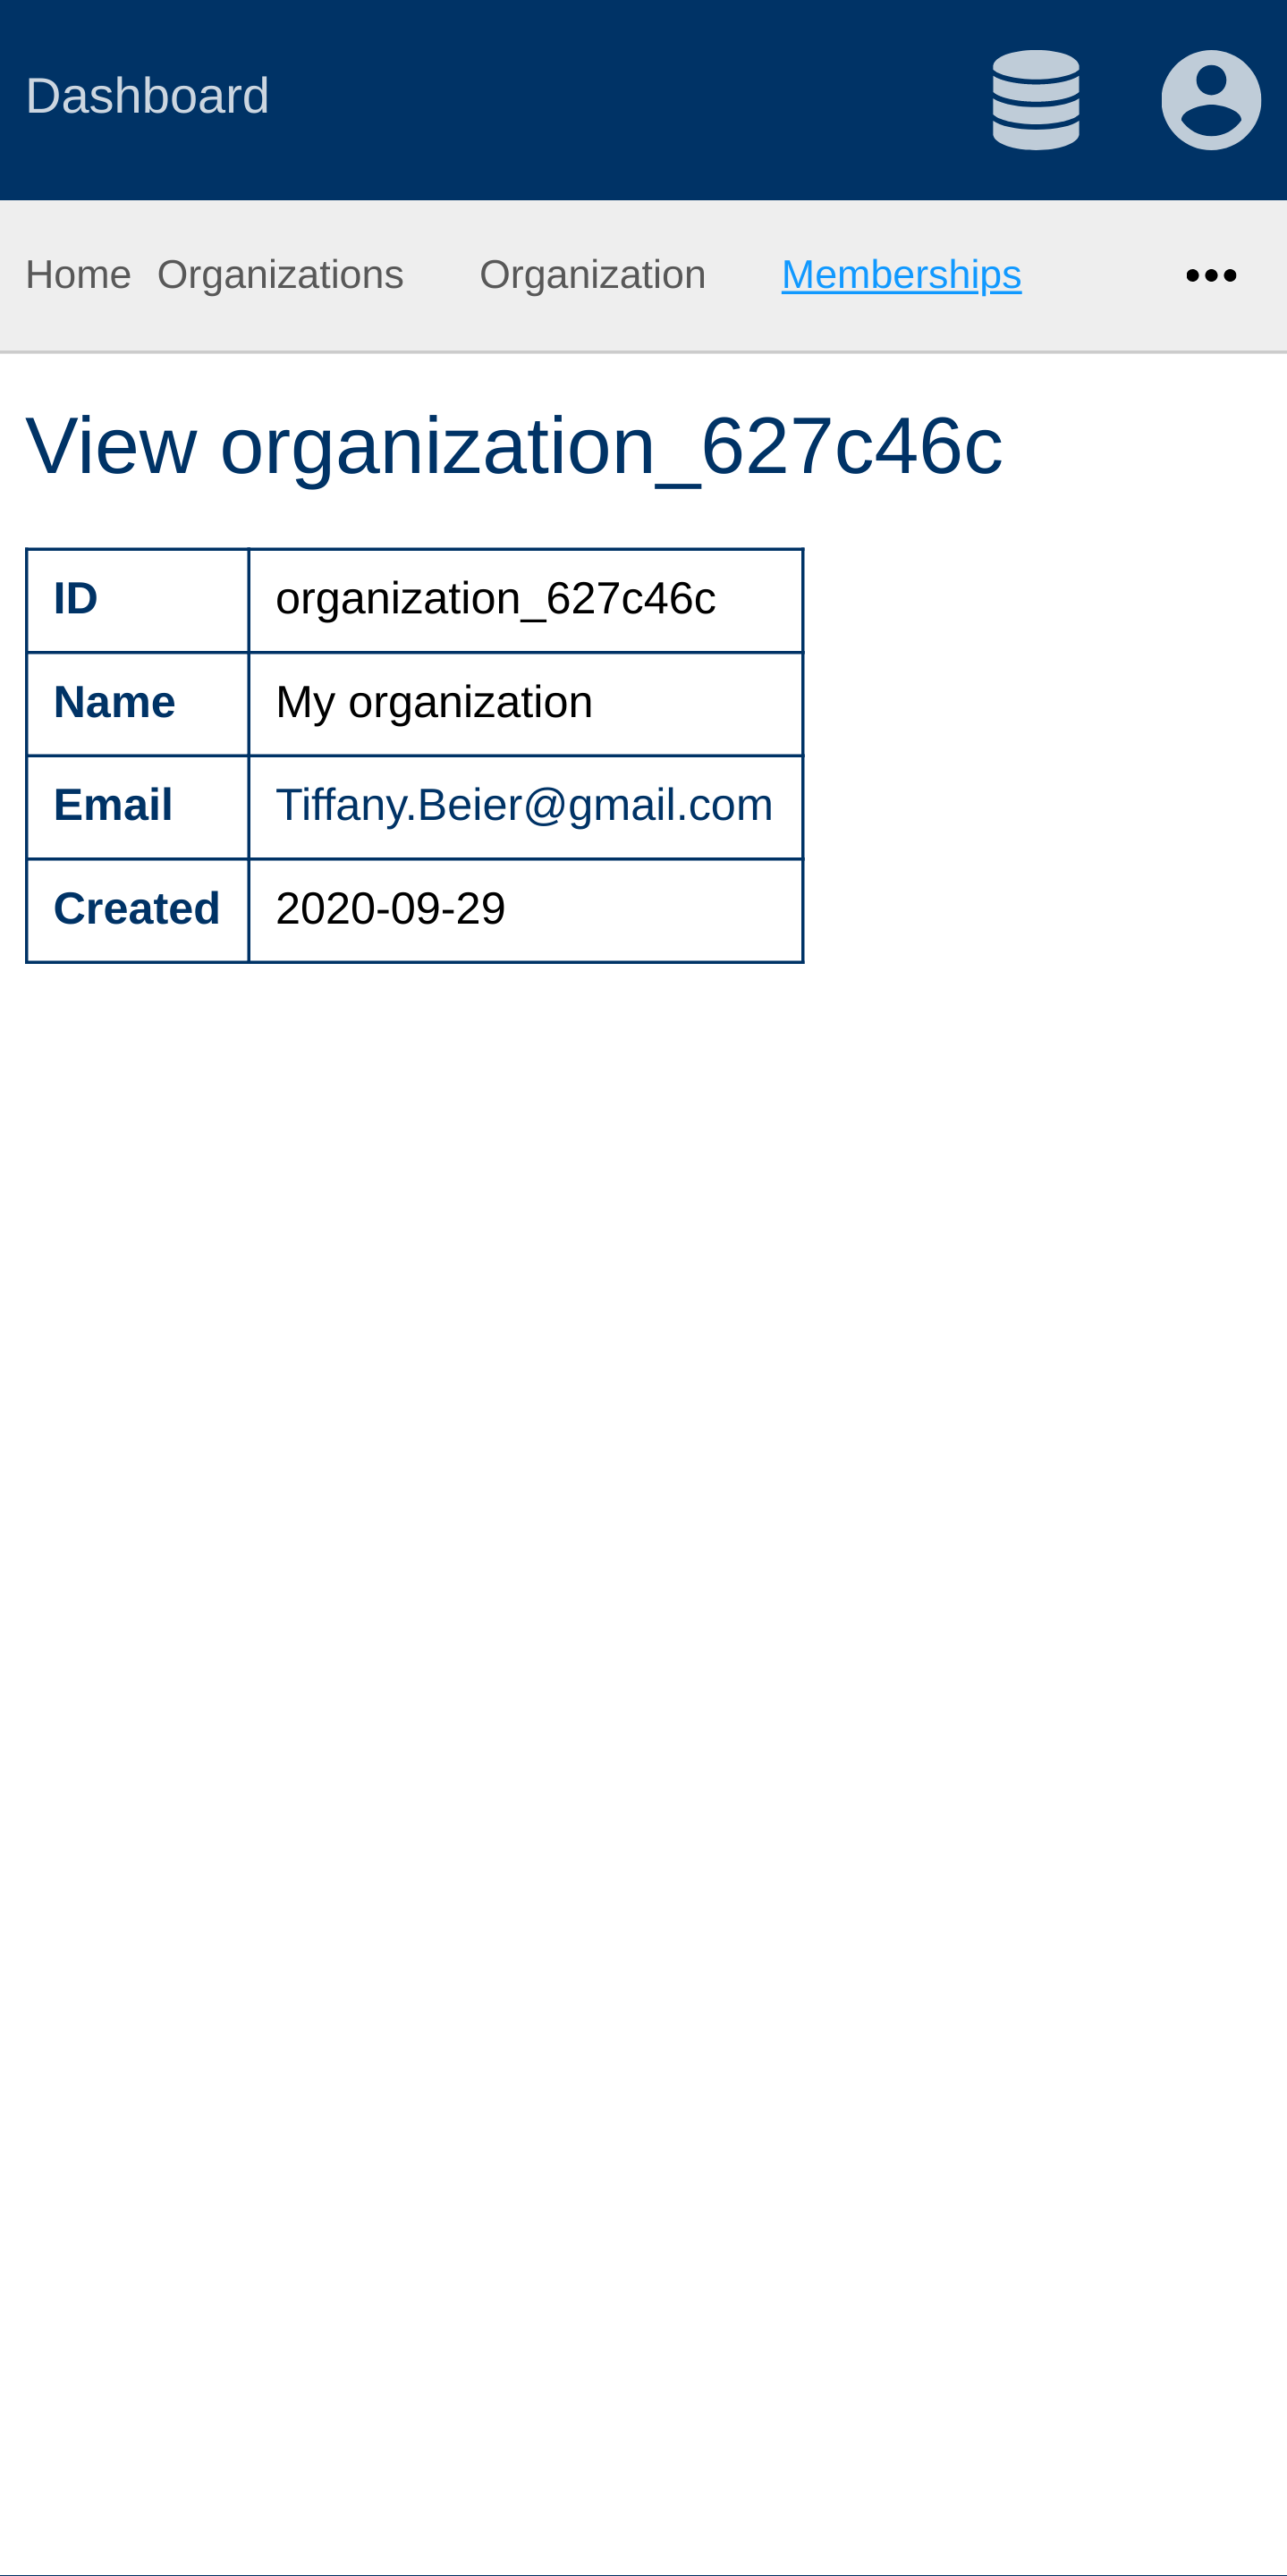 Dashboard
Home Organizations Organization Memberships •••
View organization_627c46c
ID organization_627c46c
Name My organization
Email Tiffany.Beier@gmail.com
Created 2020-09-29